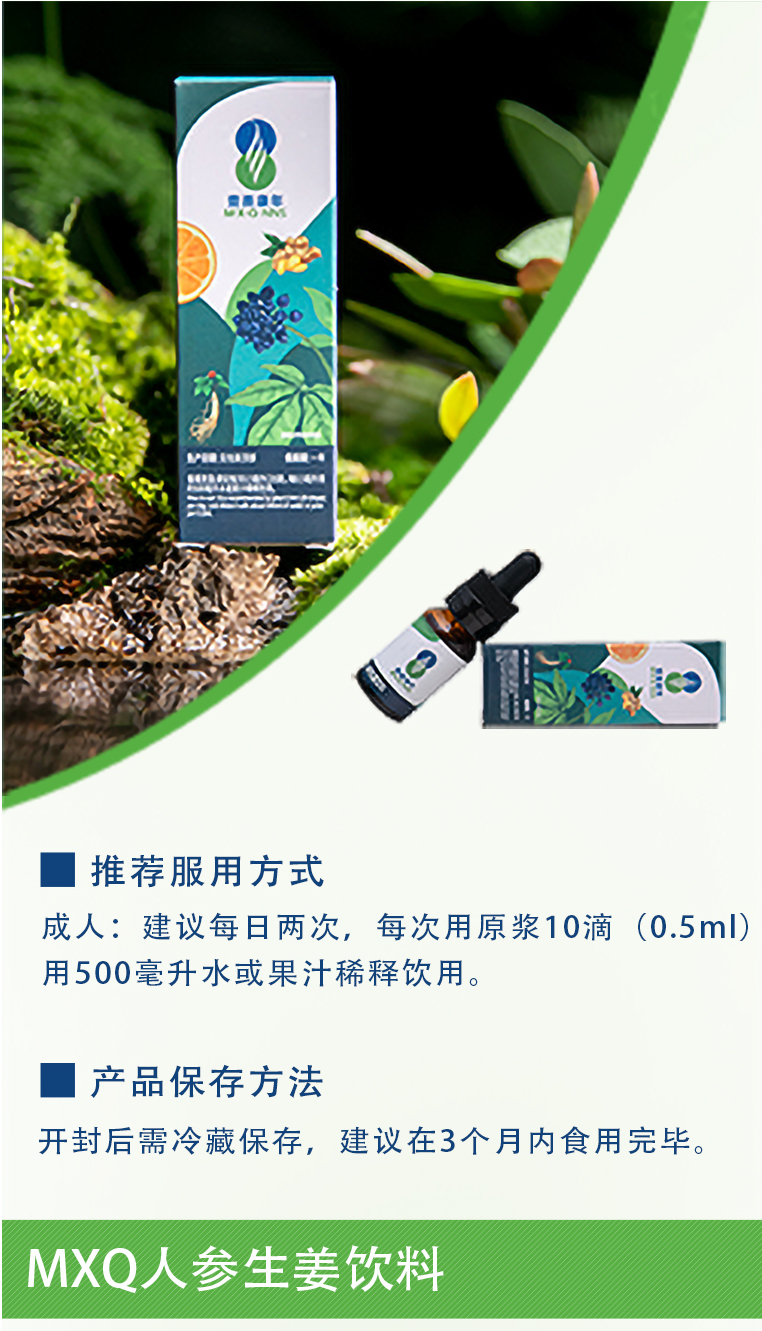 ■ 推荐服用方式
成人：建议每日两次，每次用原浆10滴（0.5ml）
用500毫升水或果汁稀释饮用。
■ 产品保存方法
开封后需冷藏保存，建议在3个月内食用完毕。
MXQ人参生姜饮料